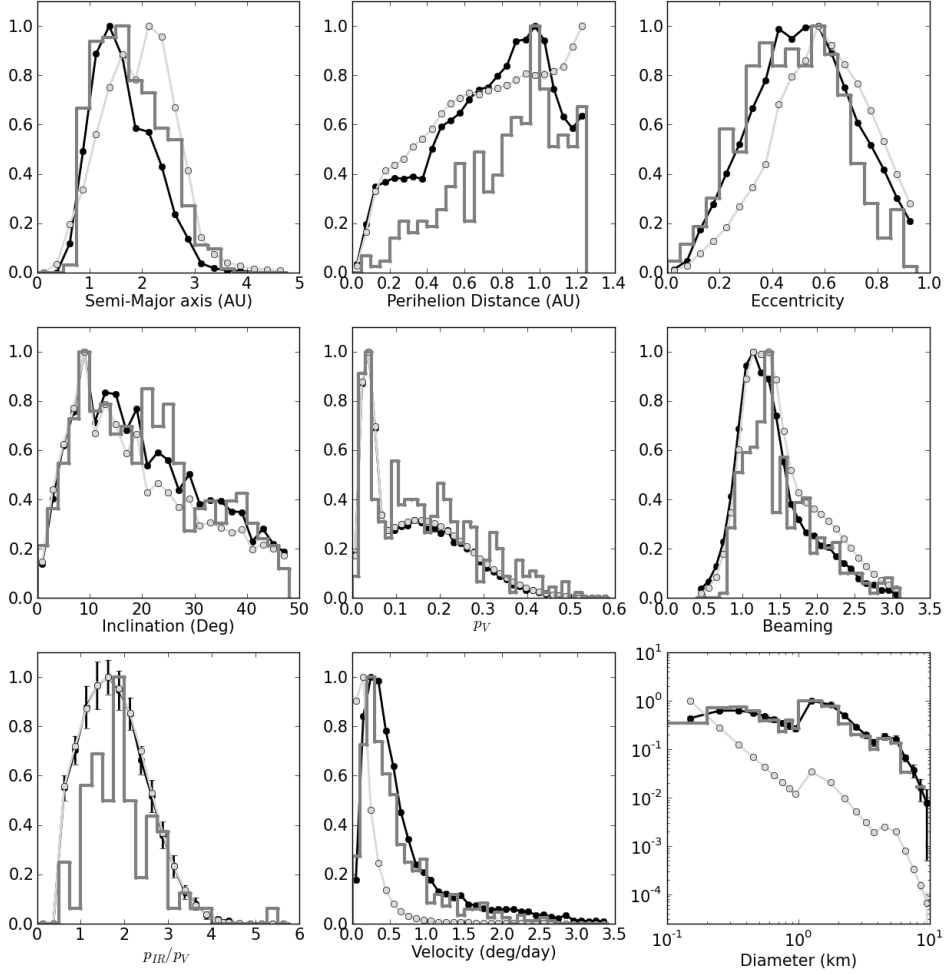 1.0 1.0 1.0
0.8 0.8 0.8
0.6 0.6 0.6
0.4 0.4 0.4
0.2 0.2 0.2
0.0 0.0 0.0
0 1 2 3 4 5 0.0 0.2 0.4 0.6 0.8 1.0 1.2 1.4 0.0 0.2 0.4 0.6 0.8 1.0
Semi-Major axis (AU) Perihelion Distance (AU) Eccentricity
1.0 1.0 1.0
0.8 0.8 0.8
0.6 0.6 0.6
0.4 0.4 0.4
0.2 0.2 0.2
0.0 0.0 0.0
0 10 20 30 40 50 0.0 0.1 0.2 0.3 0.4 0.5 0.6 0.0 0.5 1.0 1.5 2.0 2.5 3.0 3.5
Inclination (Deg) p_V Beaming
1.0 1.0 10^1
0.8 0.8 10^0
0.6 0.6 10^-1
0.4 0.4 10^-2
0.2 0.2 10^-3
0.0 0.0 10^-4
0 1 2 3 4 5 6 0.0 0.5 1.0 1.5 2.0 2.5 3.0 3.5 10^-1 10^0 10^1
p_IR/p_V Velocity (deg/day) Diameter (km)